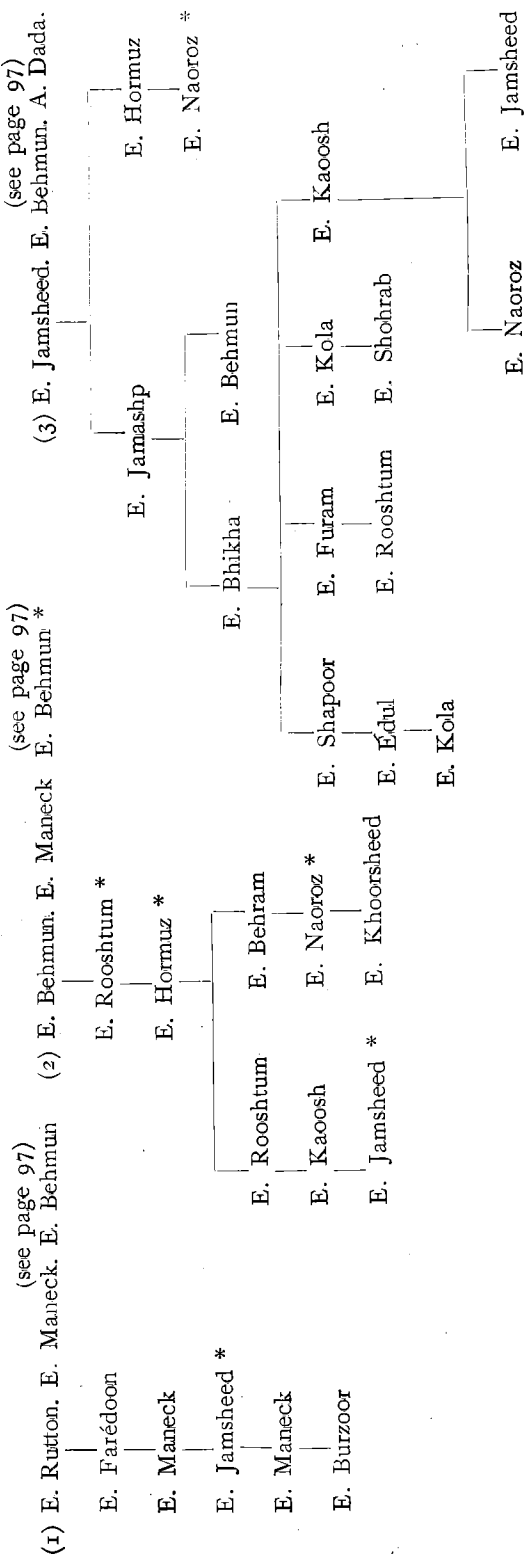 (see page 97)
(1) E. Rutton. E. Maneck. E. Behmun
E. Farédoon
E. Maneck
E. Jamsheed *
E. Maneck
E. Burzoor
(see page 97)
(2) E. Behmun. E. Maneck E. Behmun *
E. Rooshtum *
E. Hormuz *
E. Rooshtum E. Behram
E. Kaoosh E. Naoroz *
E. Jamsheed * E. Khoorsheed
(see page 97)
(3) E. Jamsheed. E. Behmun. A. Dada.
E. Jamashp E. Hormuz
E. Naoroz *
E. Bhikha E. Behmun
E. Shapoor E. Furam E. Kola E. Kaoosh
E. Edul E. Rooshtum E. Shohrab
E. Kola
E. Naoroz E. Jamsheed